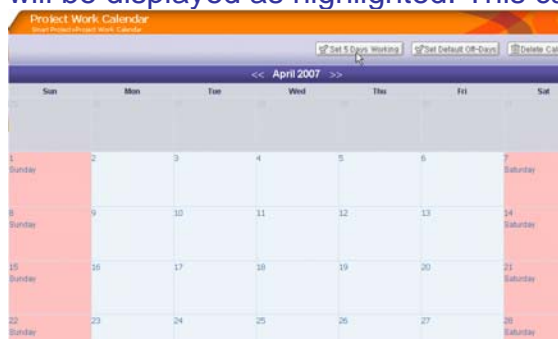 will be displayed as highlighted. This ca
Project Work Calendar
Smart Project>Project Work Calendar
Set 5 Days Working Set Default Off-Days Delete Cal
<< April 2007 >>
Sun Mon Tue Wed Thu Fri Sat
1 2 3 4 5 6 7
Sunday Saturday
8 9 10 11 12 13 14
Sunday Saturday
15 16 17 18 19 20 21
Sunday Saturday
22 23 24 25 26 27 28
Sunday Saturday